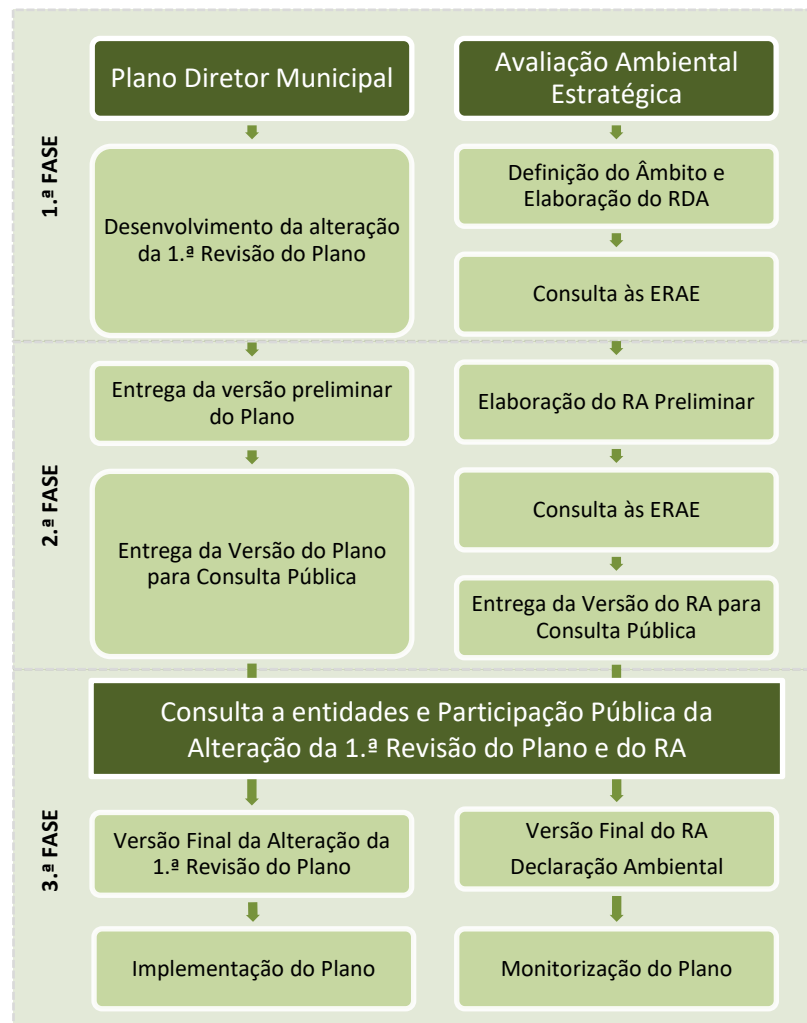 1.ª FASE
Plano Diretor Municipal
Desenvolvimento da alteração
da 1.ª Revisão do Plano
Avaliação Ambiental
Estratégica
Definição do Âmbito e
Elaboração do RDA
Consulta às ERAE
2.ª FASE
Entrega da versão preliminar
do Plano
Entrega da Versão do Plano
para Consulta Pública
Elaboração do RA Preliminar
Consulta às ERAE
Entrega da Versão do RA para
Consulta Pública
3.ª FASE
Consulta a entidades e Participação Pública da
Alteração da 1.ª Revisão do Plano e do RA
Versão Final da Alteração da
1.ª Revisão do Plano
Implementação do Plano
Versão Final do RA
Declaração Ambiental
Monitorização do Plano